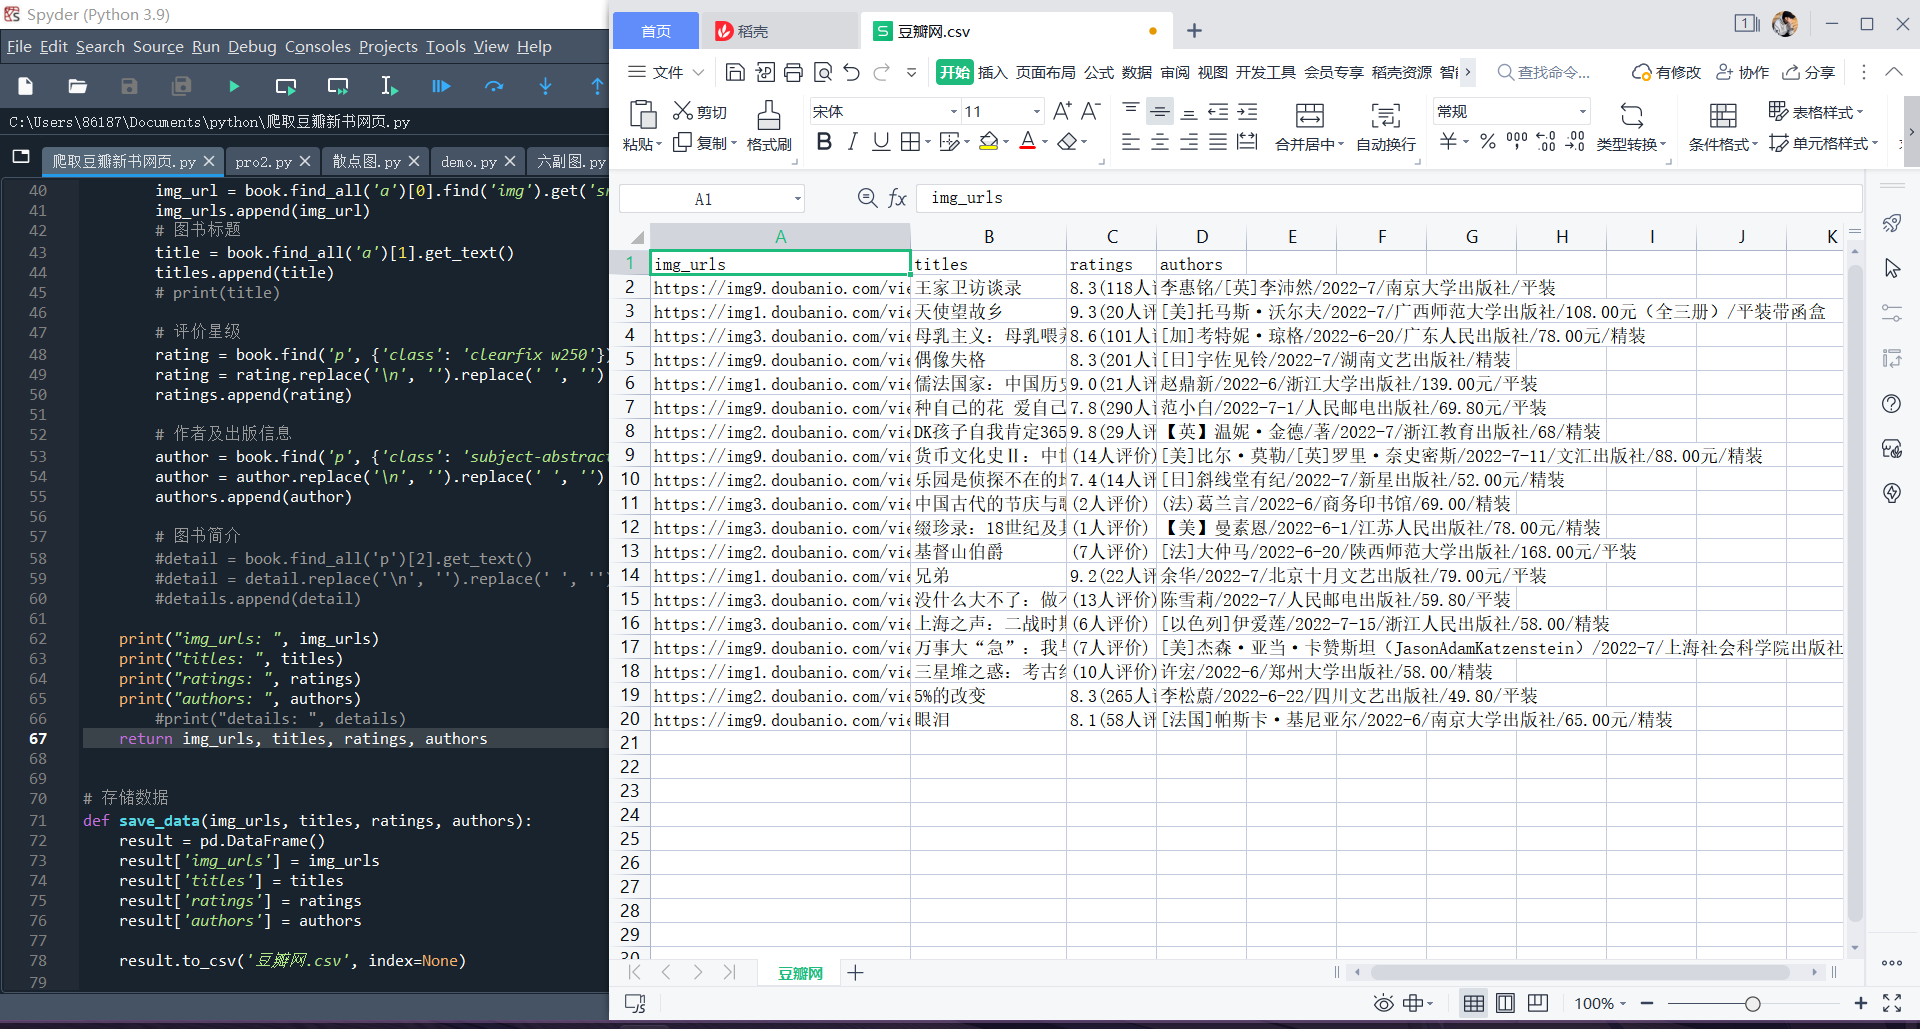 Spyder (Python 3.9)
File Edit Search Source Run Debug Consoles Projects Tools View Help
C:\Users\86187\Documents\python\爬取豆瓣新书网页.py
爬取豆瓣新书网页.py
pro2.py
散点图.py
demo.py
六副图.py
40 img_url = book.find_all('a')[0].find('img').get('sr
41 img_urls.append(img_url)
42 # 图书标题
43 title = book.find_all('a')[1].get_text()
44 titles.append(title)
45 # print(title)
46
47 # 评价星级
48 rating = book.find('p', {'class': 'clearfix w250'})
49 rating = rating.replace('\n', '').replace(' ', '')
50 ratings.append(rating)
51
52 # 作者及出版信息
53 author = book.find('p', {'class': 'subject-abstract
54 author = author.replace('\n', '').replace(' ', '')
55 authors.append(author)
56
57 # 图书简介
58 #detail = book.find_all('p')[2].get_text()
59 #detail = detail.replace('\n', '').replace(' ', '')
60 #details.append(detail)
61
62 print("img_urls: ", img_urls)
63 print("titles: ", titles)
64 print("ratings: ", ratings)
65 print("authors: ", authors)
66 #print("details: ", details)
67 return img_urls, titles, ratings, authors
68
69
70 # 存储数据
71 def save_data(img_urls, titles, ratings, authors):
72 result = pd.DataFrame()
73 result['img_urls'] = img_urls
74 result['titles'] = titles
75 result['ratings'] = ratings
76 result['authors'] = authors
77
78 result.to_csv('豆瓣网.csv', index=None)
79
首页 稻壳 豆瓣网.csv
文件 开始 插入 页面布局 公式 数据 审阅 视图 开发工具 会员专享 稻壳资源 智能 查找命令... 有修改 协作 分享
剪切 宋体 11 常规 表格样式
粘贴 复制 格式刷 合并居中 自动换行 类型转换 条件格式 单元格样式
A1 fx img_urls
A B C D E F G H I J K
1 img_urls titles ratings authors
2 https://img9.doubanio.com/vie 王家卫访谈录 8.3(118人评 李惠铭/[英]李沛然/2022-7/南京大学出版社/平装
3 https://img1.doubanio.com/vie 天使望故乡 9.3(20人评 [美]托马斯·沃尔夫/2022-7/广西师范大学出版社/108.00元（全三册）/平装带函盒
4 https://img3.doubanio.com/vie 母乳主义：母乳喂养 8.6(101人评 [加]考特妮·琼格/2022-6-20/广东人民出版社/78.00元/精装
5 https://img9.doubanio.com/vie 偶像失格 8.3(201人评 [日]宇佐见铃/2022-7/湖南文艺出版社/精装
6 https://img1.doubanio.com/vie 儒法国家：中国历史 9.0(21人评 赵鼎新/2022-6/浙江大学出版社/139.00元/平装
7 https://img9.doubanio.com/vie 种自己的花 爱自己 7.8(290人评 范小白/2022-7-1/人民邮电出版社/69.80元/平装
8 https://img2.doubanio.com/vie DK孩子自我肯定365 9.8(29人评 【英】温妮·金德/著/2022-7/浙江教育出版社/68/精装
9 https://img9.doubanio.com/vie 货币文化史Ⅱ：中世 (14人评价) [美]比尔·莫勒/[英]罗里·奈史密斯/2022-7-11/文汇出版社/88.00元/精装
10 https://img2.doubanio.com/vie 乐园是侦探不在的地 7.4(14人评 [日]斜线堂有纪/2022-7/新星出版社/52.00元/精装
11 https://img3.doubanio.com/vie 中国古代的节庆与歌 (2人评价) (法)葛兰言/2022-6/商务印书馆/69.00/精装
12 https://img3.doubanio.com/vie 缀珍录：18世纪及其 (1人评价) 【美】曼素恩/2022-6-1/江苏人民出版社/78.00元/精装
13 https://img2.doubanio.com/vie 基督山伯爵 (7人评价) [法]大仲马/2022-6-20/陕西师范大学出版社/168.00元/平装
14 https://img1.doubanio.com/vie 兄弟 9.2(22人评 余华/2022-7/北京十月文艺出版社/79.00元/平装
15 https://img3.doubanio.com/vie 没什么大不了：做不 (13人评价) 陈雪莉/2022-7/人民邮电出版社/59.80/平装
16 https://img3.doubanio.com/vie 上海之声：二战时期 (6人评价) [以色列]伊爱莲/2022-7-15/浙江人民出版社/58.00/精装
17 https://img9.doubanio.com/vie 万事大“急”：我与 (7人评价) [美]杰森·亚当·卡赞斯坦（JasonAdamKatzenstein）/2022-7/上海社会科学院出版社
18 https://img1.doubanio.com/vie 三星堆之惑：考古纪 (10人评价) 许宏/2022-6/郑州大学出版社/58.00/精装
19 https://img2.doubanio.com/vie 5%的改变 8.3(265人评 李松蔚/2022-6-22/四川文艺出版社/49.80/平装
20 https://img9.doubanio.com/vie 眼泪 8.1(58人评 [法国]帕斯卡·基尼亚尔/2022-6/南京大学出版社/65.00元/精装
21
22
23
24
25
26
27
28
29
30
豆瓣网
100%